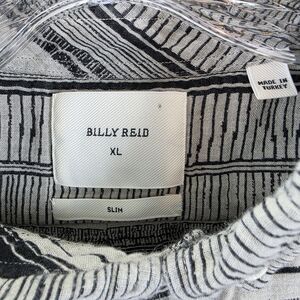 BILLY REID
XL
SLIM
MADE IN
TURKEY